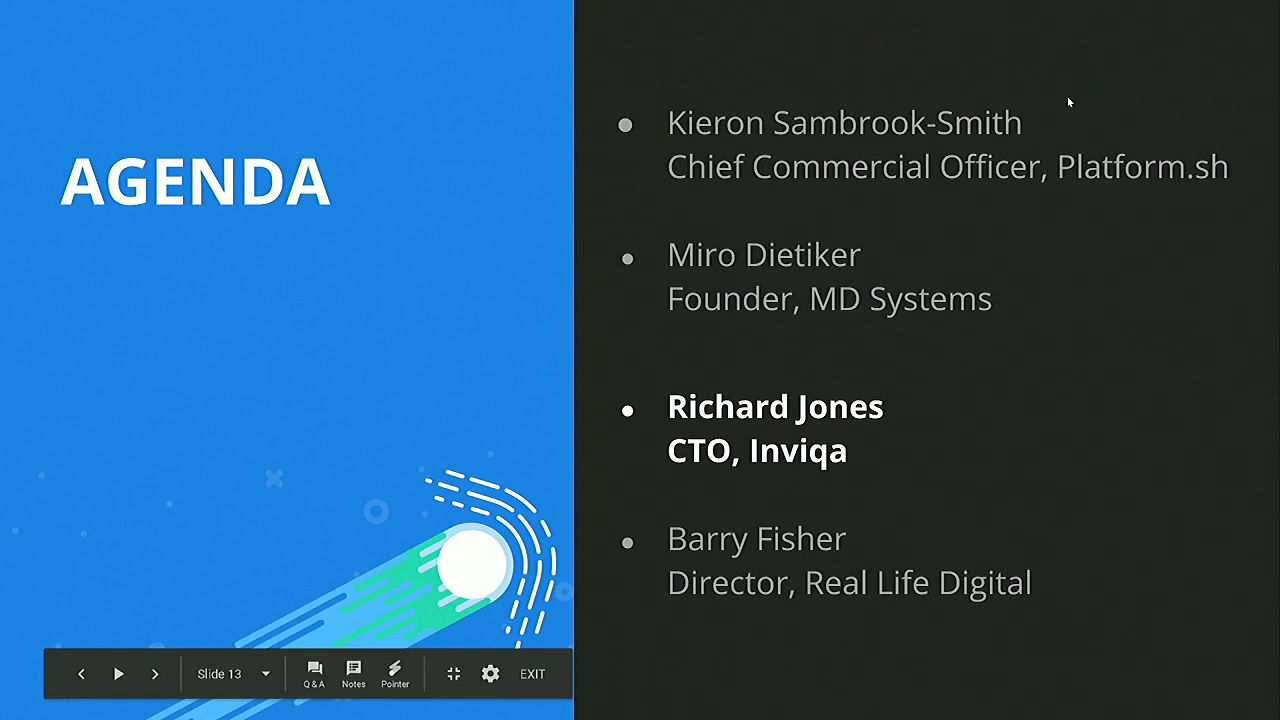 AGENDA
Kieron Sambrook-Smith
Chief Commercial Officer, Platform.sh
Miro Dietiker
Founder, MD Systems
Richard Jones
CTO, Inviqa
Barry Fisher
Director, Real Life Digital
Slide 13
Q&A
Notes
Pointer
EXIT